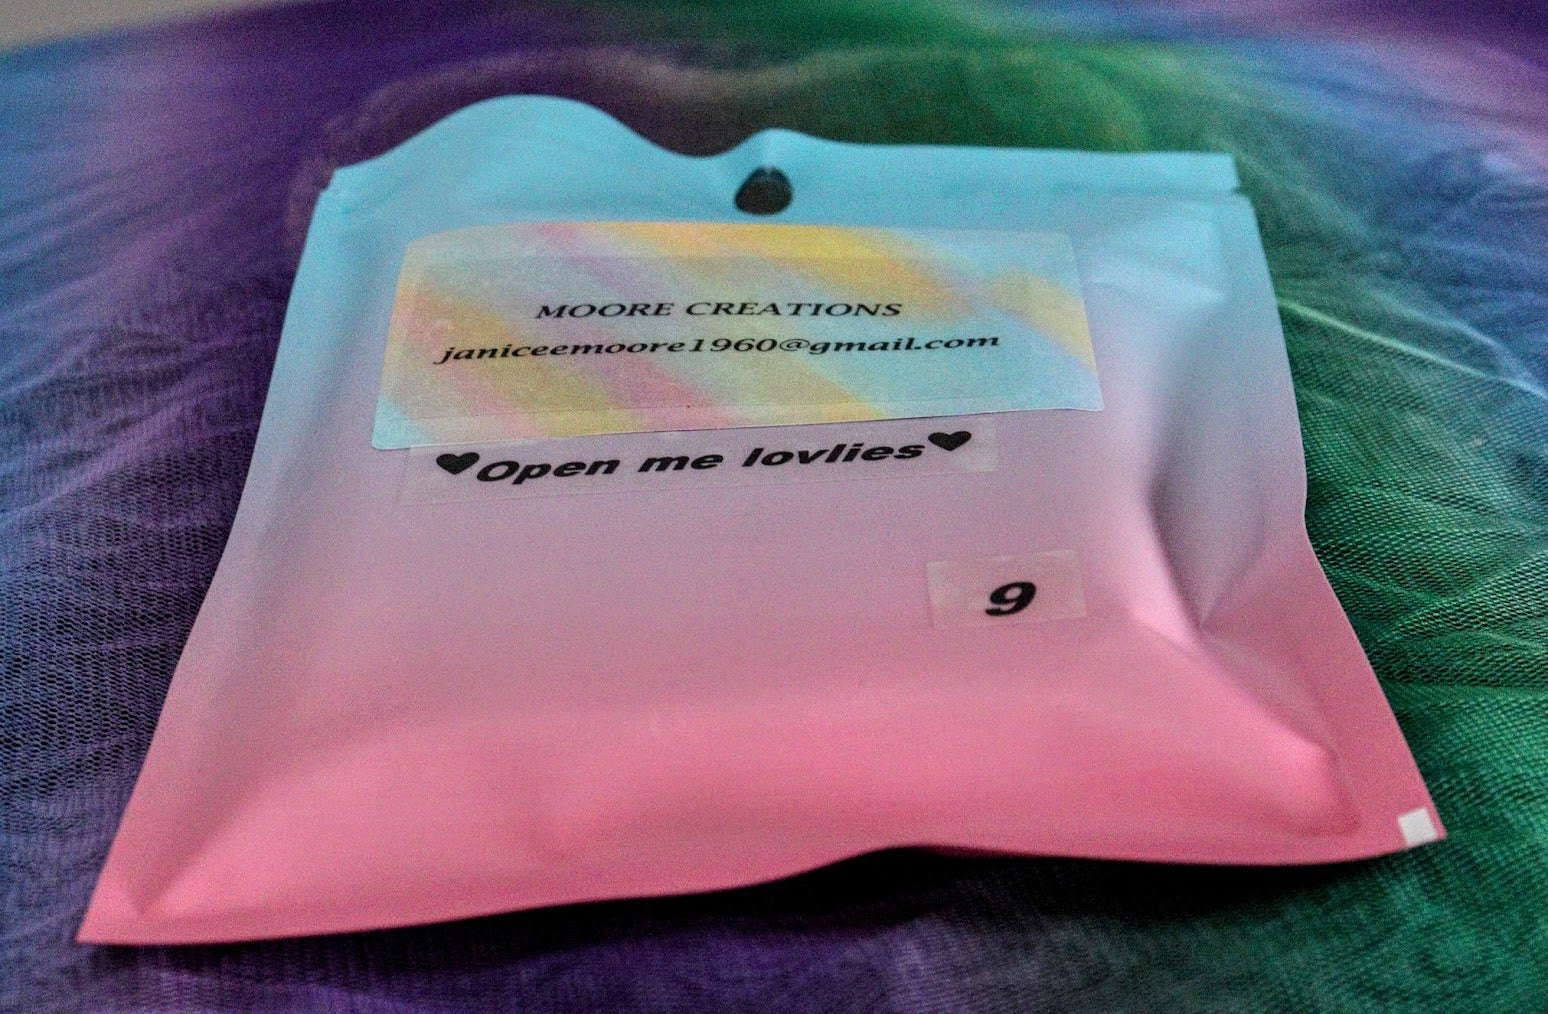 MOORE CREATIONS
janiceemoore1960@gmail.com
♥Open me lovlies♥
9